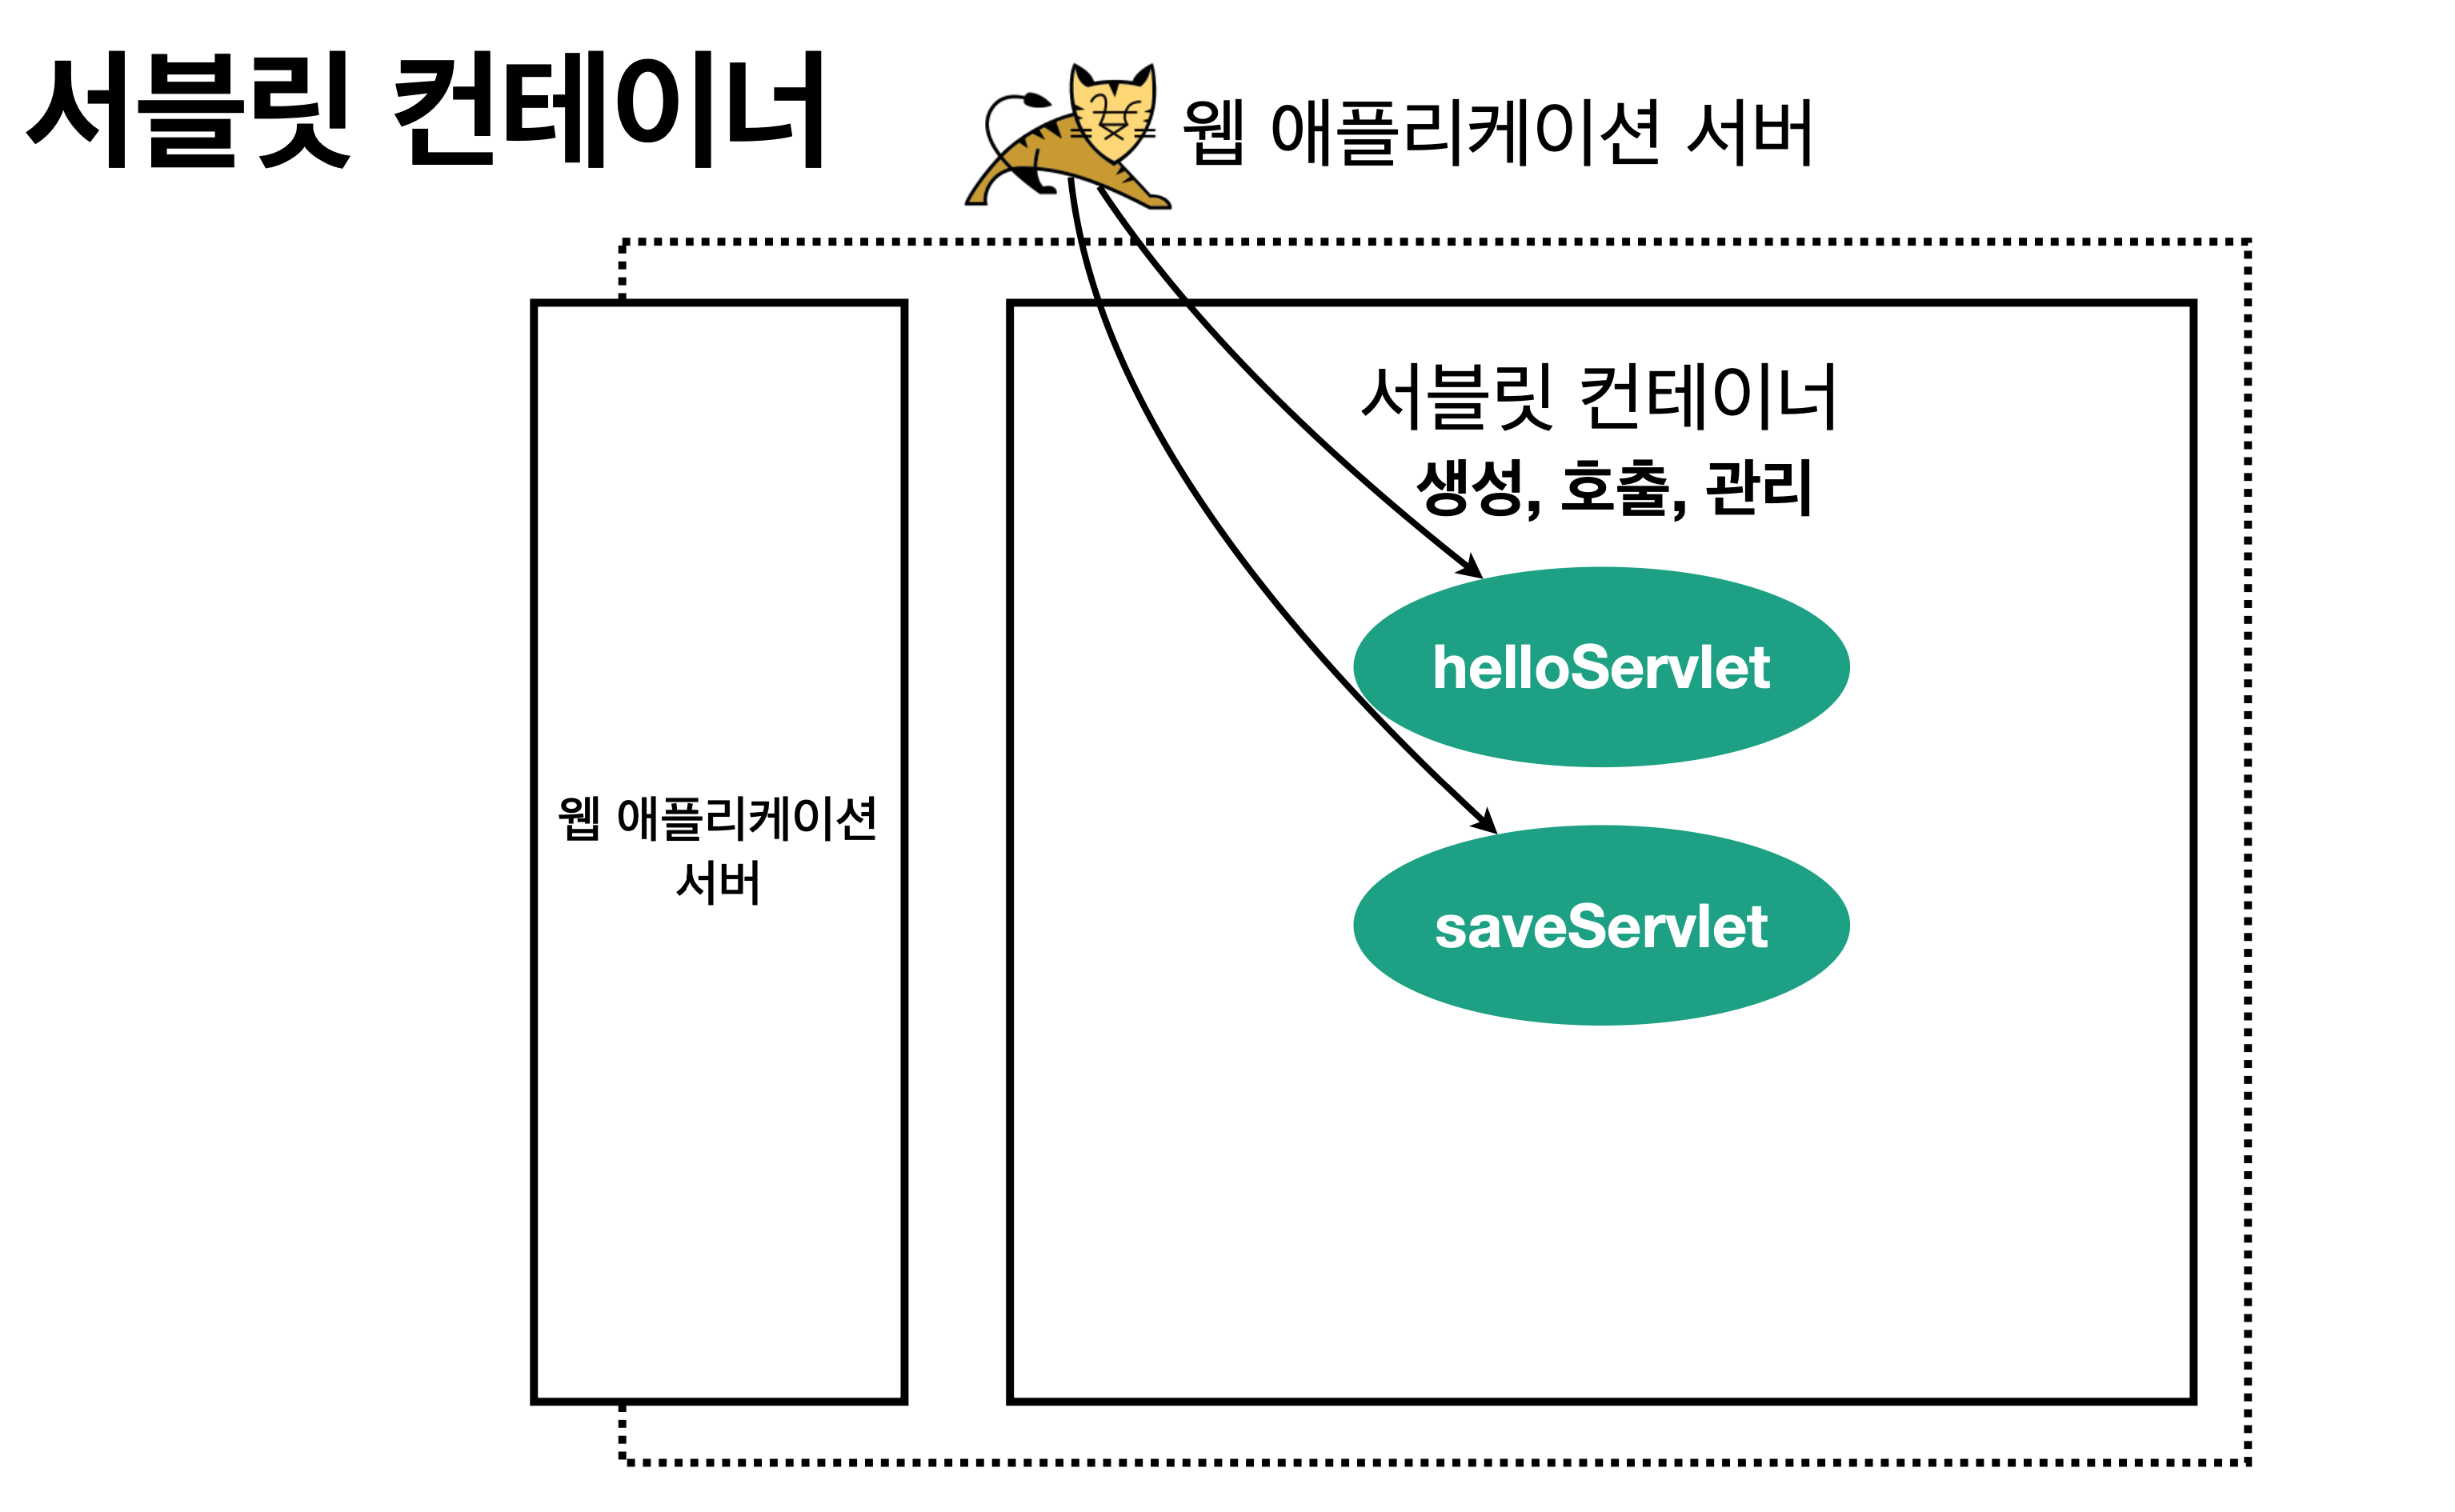 서블릿 컨테이너
웹 애플리케이션 서버
서블릿 컨테이너
생성, 호출, 관리
helloServlet
웹 애플리케이션
서버
saveServlet